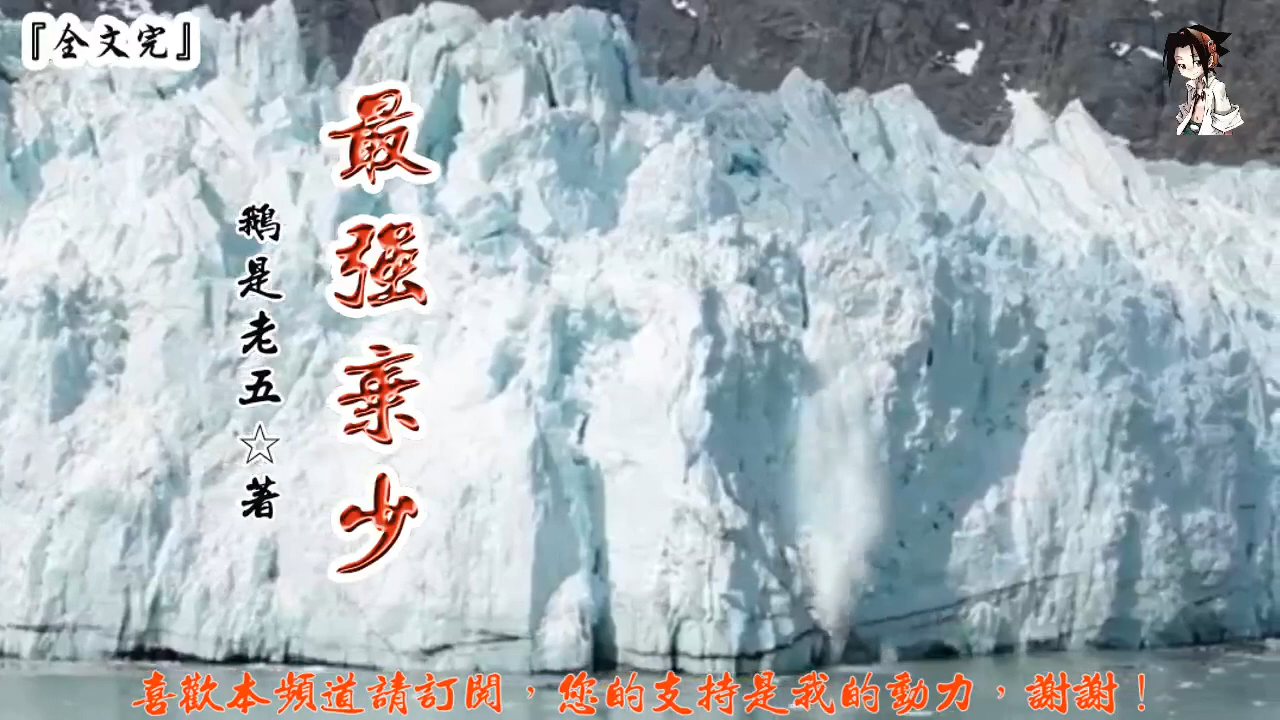 『全文完』
最強棄少
鵝是老五☆著
喜歡本頻道請訂閱，您的支持是我的動力，謝謝！